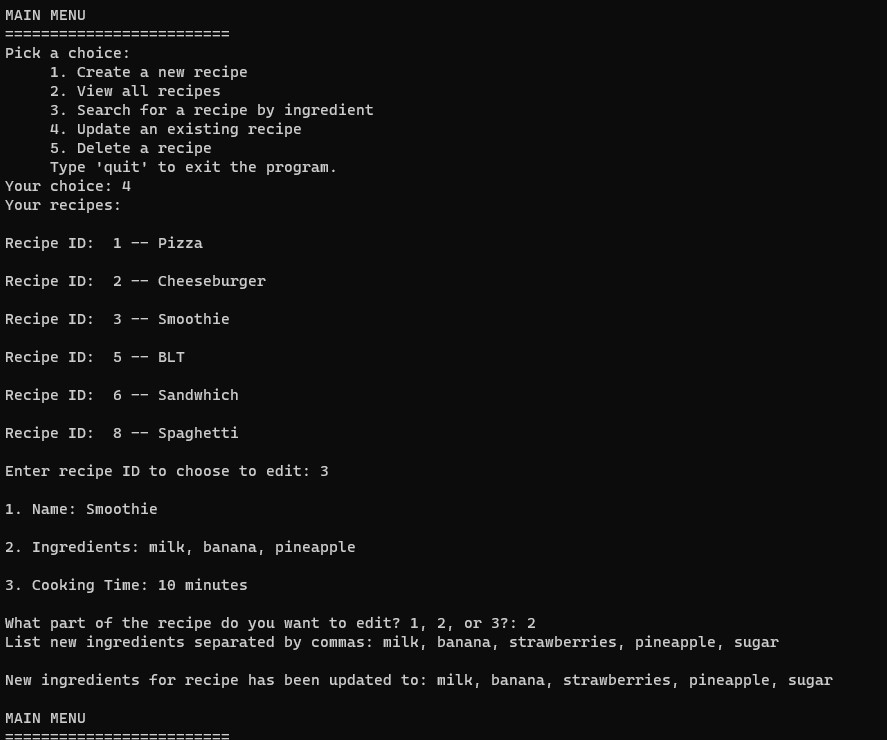 MAIN MENU
=========================
Pick a choice:
     1. Create a new recipe
     2. View all recipes
     3. Search for a recipe by ingredient
     4. Update an existing recipe
     5. Delete a recipe
     Type 'quit' to exit the program.
Your choice: 4
Your recipes:
Recipe ID:  1 -- Pizza
Recipe ID:  2 -- Cheeseburger
Recipe ID:  3 -- Smoothie
Recipe ID:  5 -- BLT
Recipe ID:  6 -- Sandwhich
Recipe ID:  8 -- Spaghetti
Enter recipe ID to choose to edit: 3
1. Name: Smoothie
2. Ingredients: milk, banana, pineapple
3. Cooking Time: 10 minutes
What part of the recipe do you want to edit? 1, 2, or 3?: 2
List new ingredients separated by commas: milk, banana, strawberries, pineapple, sugar
New ingredients for recipe has been updated to: milk, banana, strawberries, pineapple, sugar
MAIN MENU
=========================